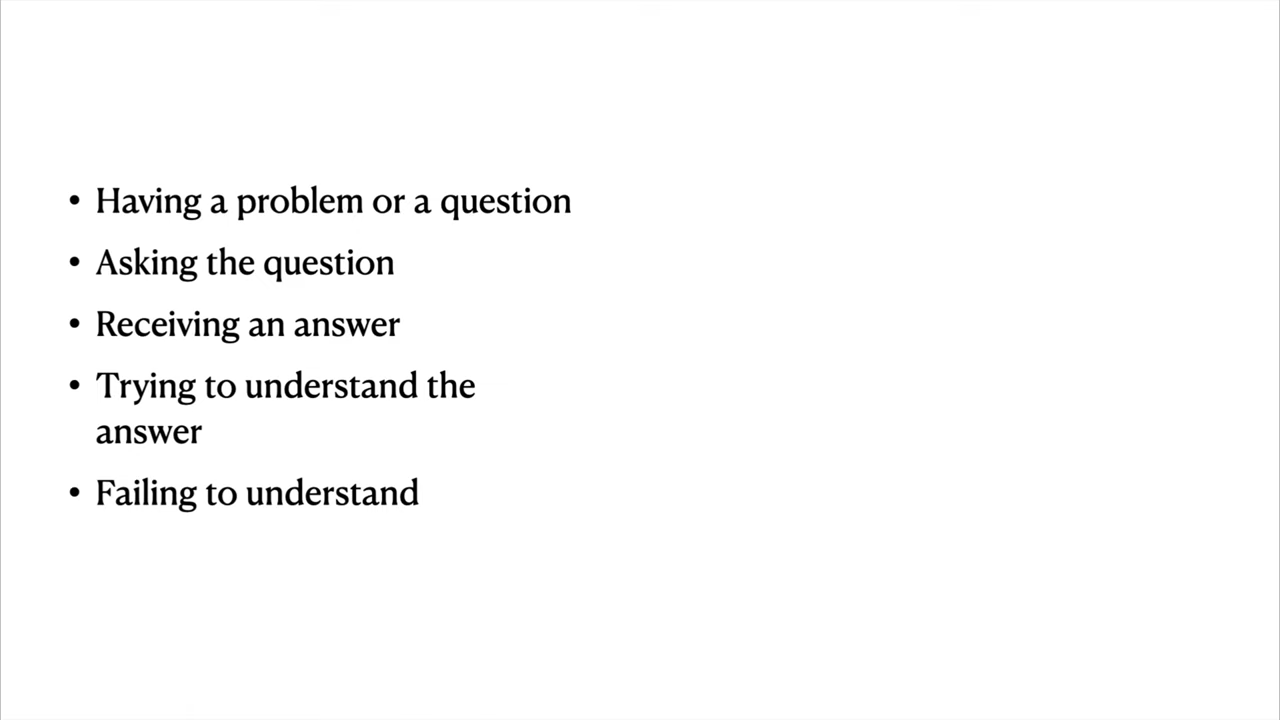 • Having a problem or a question
• Asking the question
• Receiving an answer
• Trying to understand the
answer
• Failing to understand